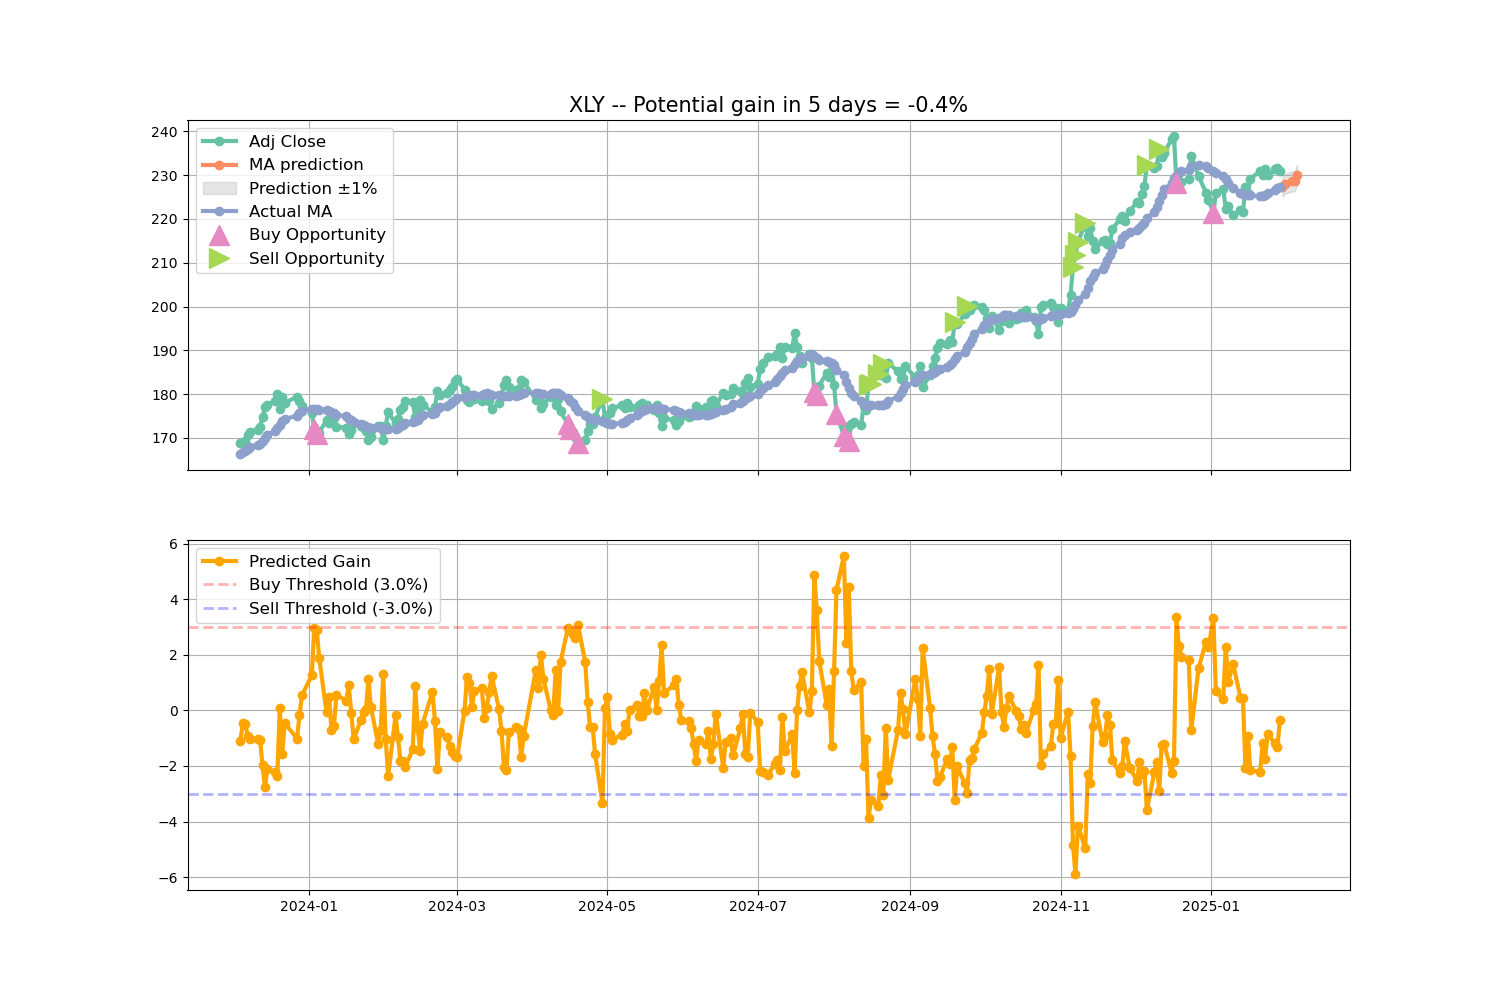 XLY -- Potential gain in 5 days = -0.4%
240
230
220
210
200
190
180
170
Adj Close
MA prediction
Prediction ±1%
Actual MA
Buy Opportunity
Sell Opportunity
6
4
2
0
−2
−4
−6
Predicted Gain
Buy Threshold (3.0%)
Sell Threshold (-3.0%)
2024-01
2024-03
2024-05
2024-07
2024-09
2024-11
2025-01